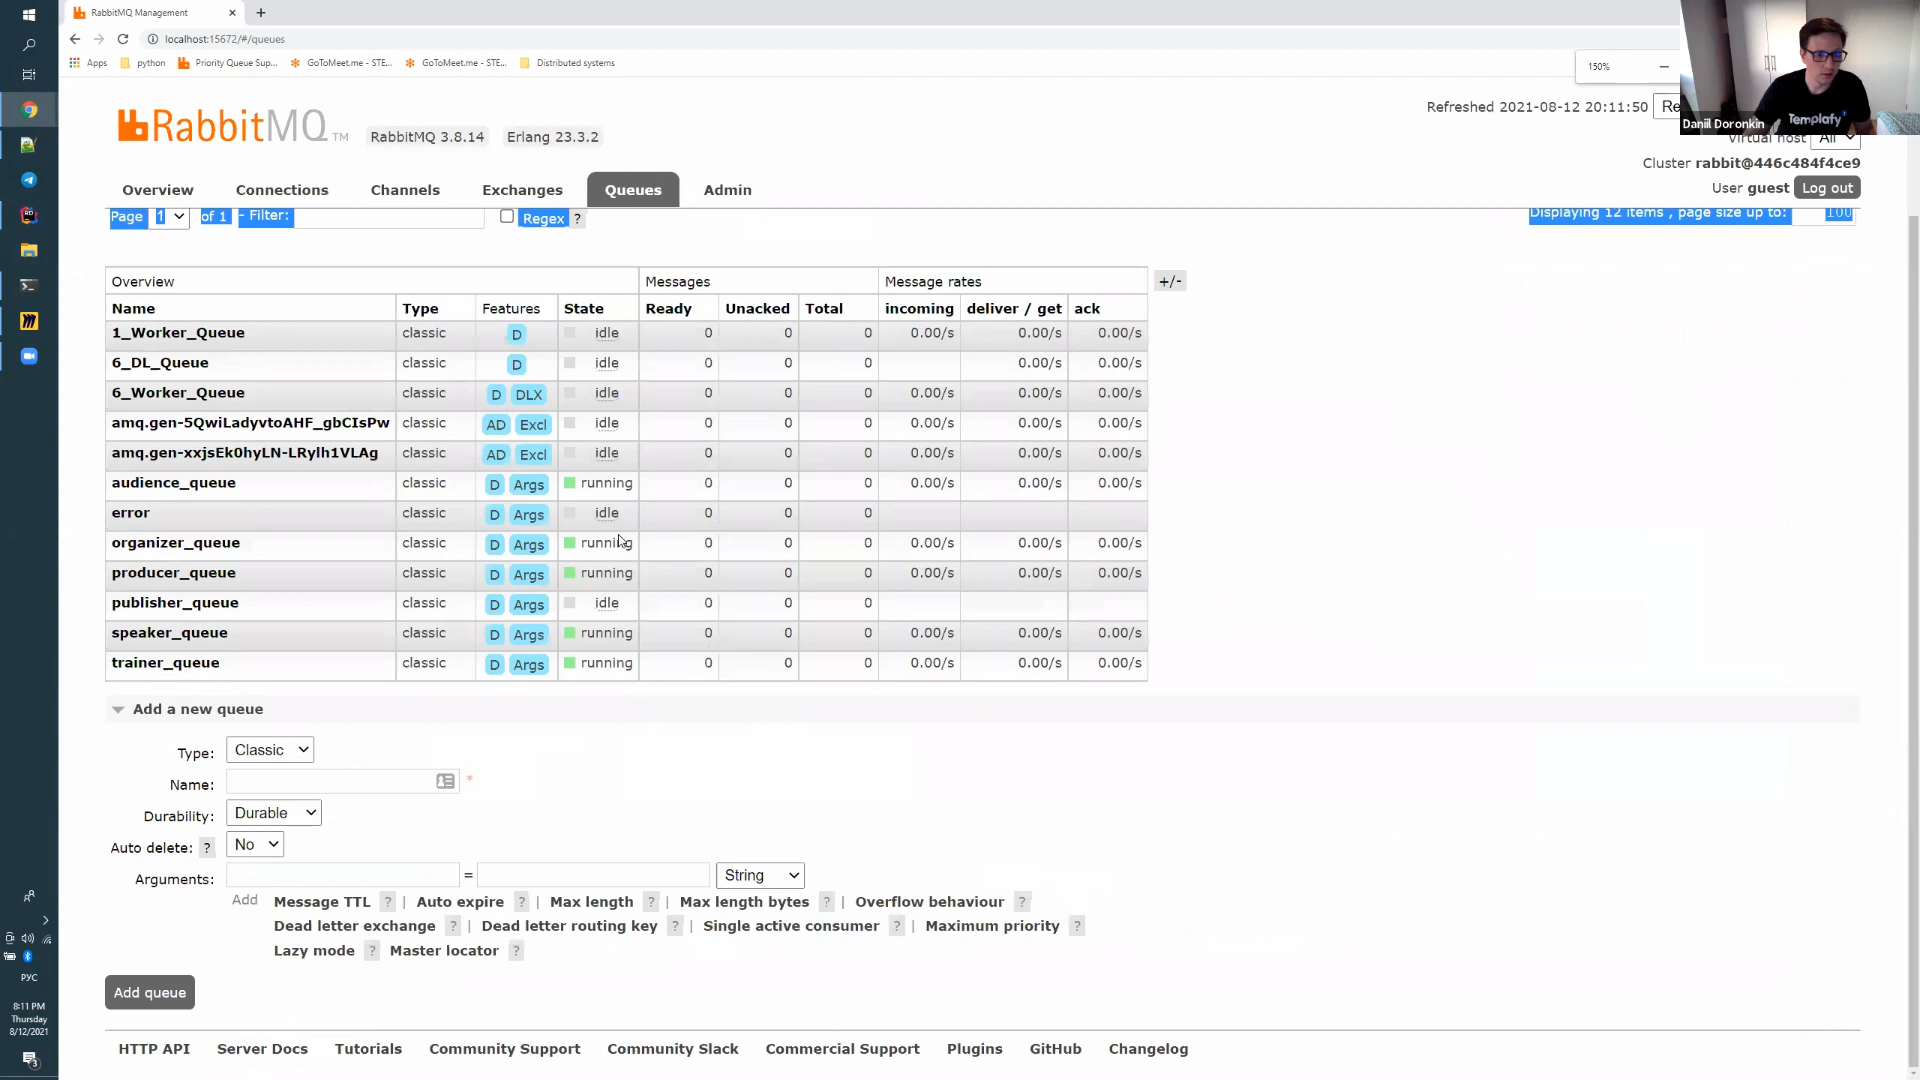 RabbitMQ Management
localhost:15672/#/queues
Apps
python
Priority Queue Sup...
GoToMeet.me - STE...
GoToMeet.me - STE...
Distributed systems
150%
RabbitMQ TM
RabbitMQ 3.8.14
Erlang 23.3.2
Refreshed 2021-08-12 20:11:50
Re
Templafy
Daniil Doronkin
Virtual host All
Cluster rabbit@446c484f4ce9
User guest Log out
Overview Connections Channels Exchanges Queues Admin
Page 1 of 1 - Filter: Regex ?
Displaying 12 items , page size up to: 100
Overview Messages Message rates +/-
Name Type Features State Ready Unacked Total incoming deliver / get ack
1_Worker_Queue classic D idle 0 0 0 0.00/s 0.00/s 0.00/s
6_DL_Queue classic D idle 0 0 0 0.00/s 0.00/s
6_Worker_Queue classic D DLX idle 0 0 0 0.00/s 0.00/s 0.00/s
amq.gen-5QwiLadyvtoAHF_gbCIsPw classic AD Excl idle 0 0 0 0.00/s 0.00/s 0.00/s
amq.gen-xxjsEk0hyLN-LRylh1VLAg classic AD Excl idle 0 0 0 0.00/s 0.00/s 0.00/s
audience_queue classic D Args running 0 0 0 0.00/s 0.00/s 0.00/s
error classic D Args idle 0 0 0
organizer_queue classic D Args running 0 0 0 0.00/s 0.00/s 0.00/s
producer_queue classic D Args running 0 0 0 0.00/s 0.00/s 0.00/s
publisher_queue classic D Args idle 0 0 0
speaker_queue classic D Args running 0 0 0 0.00/s 0.00/s 0.00/s
trainer_queue classic D Args running 0 0 0 0.00/s 0.00/s 0.00/s
Add a new queue
Type: Classic
Name: *
Durability: Durable
Auto delete: ? No
Arguments: = String
Add Message TTL ? | Auto expire ? | Max length ? | Max length bytes ? | Overflow behaviour ?
Dead letter exchange ? | Dead letter routing key ? | Single active consumer ? | Maximum priority ?
Lazy mode ? Master locator ?
Add queue
HTTP API Server Docs Tutorials Community Support Community Slack Commercial Support Plugins GitHub Changelog
РУС
8:11 PM
Thursday
8/12/2021
3